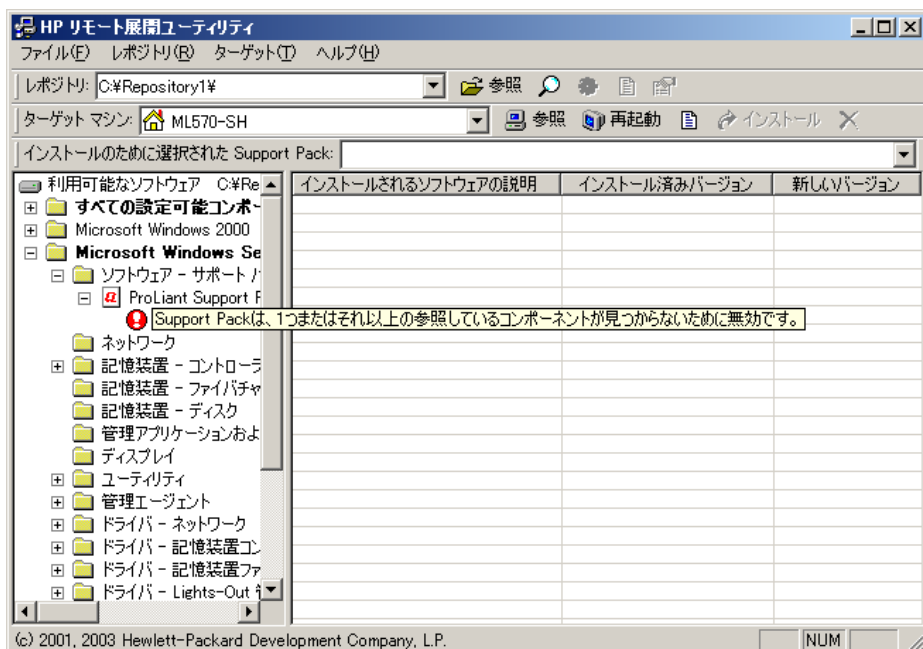 HP リモート展開ユーティリティ
ファイル(F) レポジトリ(R) ターゲット(T) ヘルプ(H)
レポジトリ: C:¥Repository1¥ 参照
ターゲット マシン: ML570-SH 参照 再起動 インストール
インストールのために選択された Support Pack:
利用可能なソフトウェア C:¥Re
インストールされるソフトウェアの説明 インストール済みバージョン 新しいバージョン
すべての設定可能コンポー
Microsoft Windows 2000
Microsoft Windows Se
ソフトウェア - サポート パ
ProLiant Support F
Support Packは、1つまたはそれ以上の参照しているコンポーネントが見つからないために無効です。
ネットワーク
記憶装置 - コントローラ
記憶装置 - ファイバチャ
記憶装置 - ディスク
管理アプリケーションおよ
ディスプレイ
ユーティリティ
管理エージェント
ドライバ - ネットワーク
ドライバ - 記憶装置コン
ドライバ - 記憶装置ファ
ドライバ - Lights-Out
(c) 2001, 2003 Hewlett-Packard Development Company, L.P. NUM